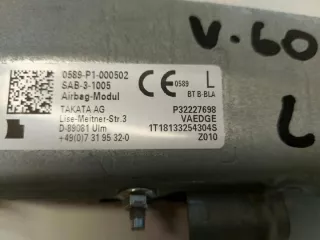 V-60
L
0589-P1-000502
SAB-3-1005
Airbag-Modul
TAKATA AG
Lise-Meitner-Str.3
D-89081 Ulm
+49(0)7 31 95 32-0
CE 0589 L
BT B-BLA
P32227698
VAEDGE
1T18133254304S
Z010